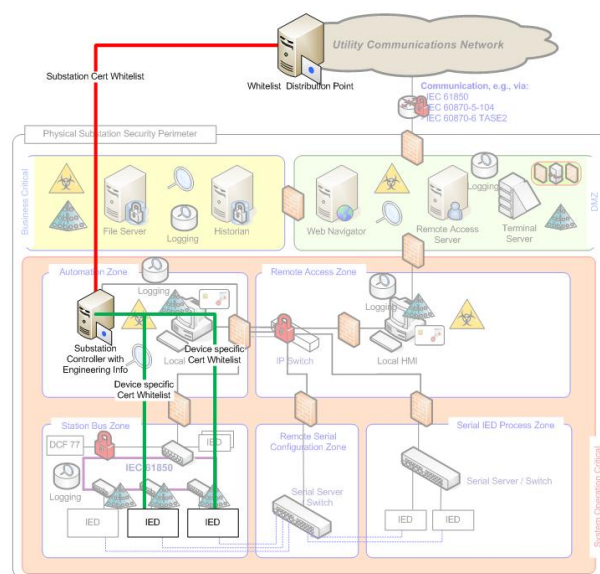 Utility Communications Network
Substation Cert Whitelist
Whitelist Distribution Point
Communication, e.g., via:
IEC 61850
IEC 60870-5-104
IEC 60870-6 TASE2
Physical Substation Security Perimeter
Business Critical
File Server
Logging
Historian
Web Navigator
Remote Access
Server
Logging
Terminal
Server
DMZ
Automation Zone
Logging
Substation
Controller with
Engineering Info
Local
Device specific
Cert Whitelist
Device specific
Cert Whitelist
Remote Access Zone
Logging
IP Switch
Local HMI
Station Bus Zone
DCF 77
IED
IEC 61850
Logging
IED
IED
IED
Remote Serial
Configuration Zone
Serial Server
Switch
Serial IED Process Zone
Serial Server / Switch
IED
IED
System Operation Critical